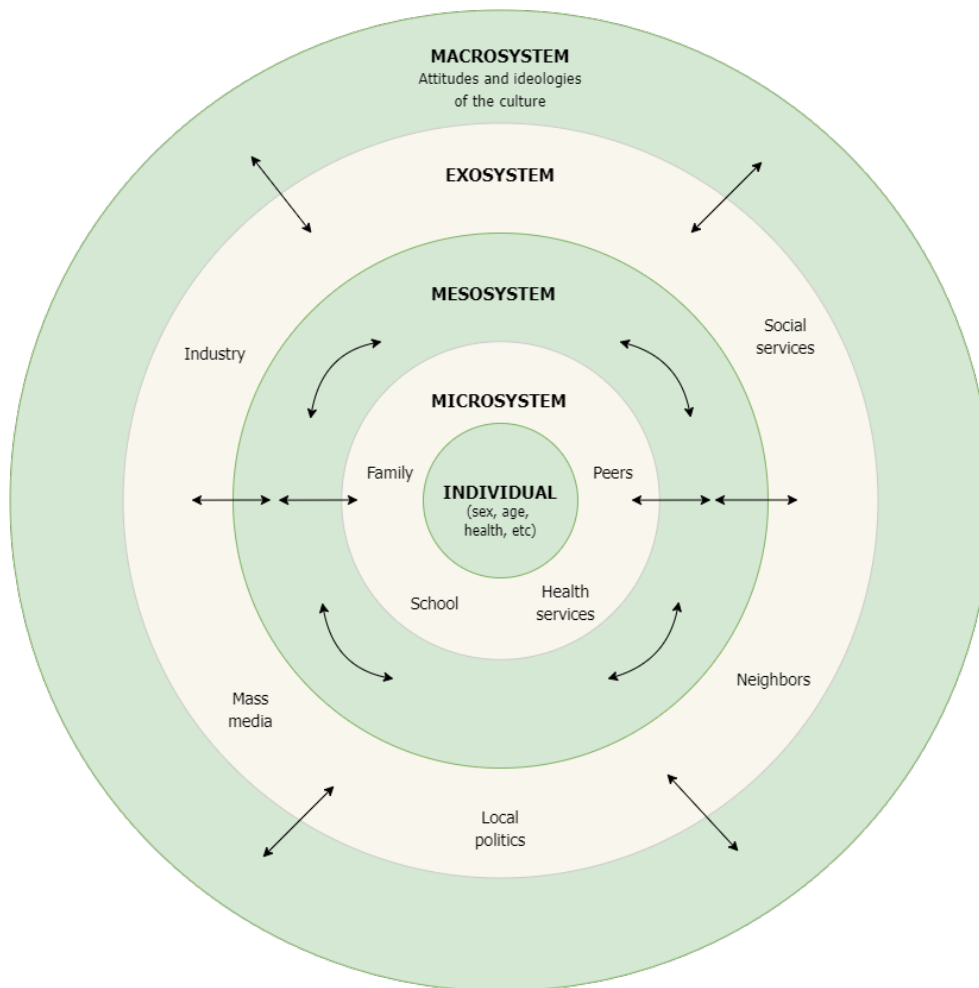 MACROSYSTEM
Attitudes and ideologies
of the culture
EXOSYSTEM
MESOSYSTEM
Social
services
Industry
MICROSYSTEM
Family
Peers
INDIVIDUAL
(sex, age,
health, etc)
School
Health
services
Neighbors
Mass
media
Local
politics